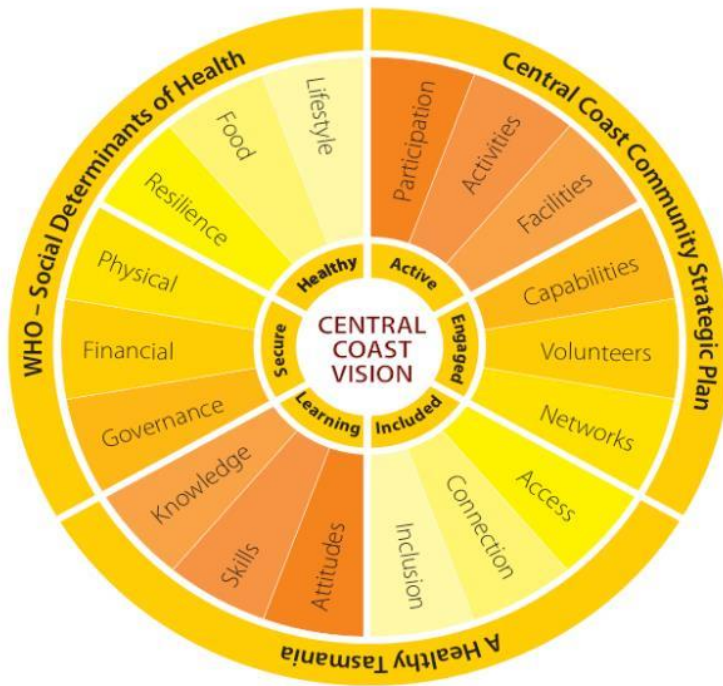 WHO – Social Determinants of Health
Central Coast Community Strategic Plan
A Healthy Tasmania
Lifestyle
Food
Resilience
Physical
Financial
Governance
Knowledge
Skills
Attitudes
Participation
Activities
Facilities
Capabilities
Volunteers
Networks
Access
Connection
Inclusion
Healthy
Active
Engaged
Included
Learning
Secure
CENTRAL
COAST
VISION